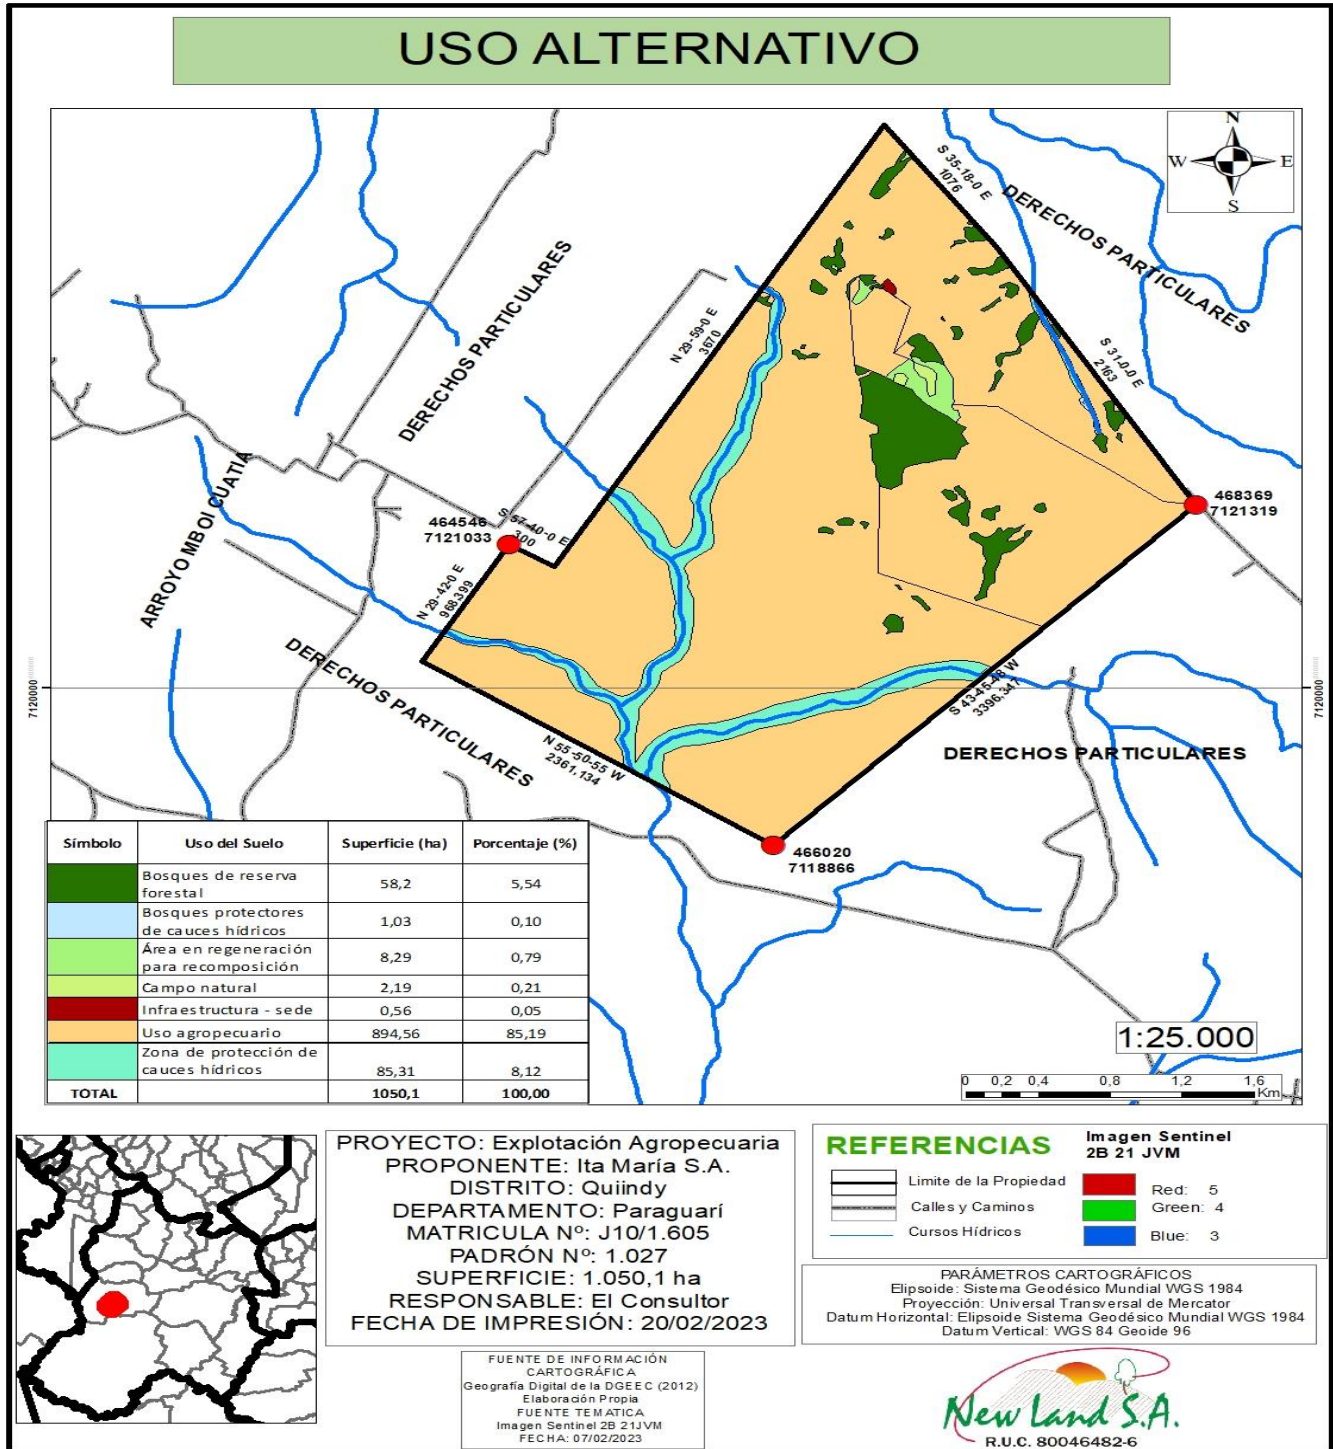 USO ALTERNATIVO
N
W E
S
S 35-18-0 E
1076
DERECHOS PARTICULARES
DERECHOS PARTICULARES
N 29-59-0 E
3670
S 31-0-0 E
2163
ARROYO MBOI CUATIA
464546
7121033
S 57-40-0 E
300
468369
7121319
N 29-42-0 E
968,399
DERECHOS PARTICULARES
7120000
7120000
S 43-45-48 W
3396,347
N 55-50-55 W
2361,134
DERECHOS PARTICULARES
466020
7118866
Símbolo Uso del Suelo Superficie (ha) Porcentaje (%)
Bosques de reserva
forestal 58,2 5,54
Bosques protectores
de cauces hídricos 1,03 0,10
Área en regeneración
para recomposición 8,29 0,79
Campo natural 2,19 0,21
Infraestructura - sede 0,56 0,05
Uso agropecuario 894,56 85,19
Zona de protección de
cauces hídricos 85,31 8,12
TOTAL 1050,1 100,00
1:25.000
0 0,2 0,4 0,8 1,2 1,6
Km
PROYECTO: Explotación Agropecuaria
PROPONENTE: Ita María S.A.
DISTRITO: Quiindy
DEPARTAMENTO: Paraguarí
MATRICULA Nº: J10/1.605
PADRÓN Nº: 1.027
SUPERFICIE: 1.050,1 ha
RESPONSABLE: El Consultor
FECHA DE IMPRESIÓN: 20/02/2023
FUENTE DE INFORMACIÓN
CARTOGRÁFICA
Geografía Digital de la DGEEC (2012)
Elaboración Propia
FUENTE TEMATICA
Imagen Sentinel 2B 21JVM
FECHA: 07/02/2023
REFERENCIAS
Limite de la Propiedad
Calles y Caminos
Cursos Hídricos
Imagen Sentinel
2B 21 JVM
Red: 5
Green: 4
Blue: 3
PARÁMETROS CARTOGRÁFICOS
Elipsoide: Sistema Geodésico Mundial WGS 1984
Proyección: Universal Transversal de Mercator
Datum Horizontal: Elipsoide Sistema Geodésico Mundial WGS 1984
Datum Vertical: WGS 84 Geoide 96
New Land S.A.
R.U.C. 80046482-6